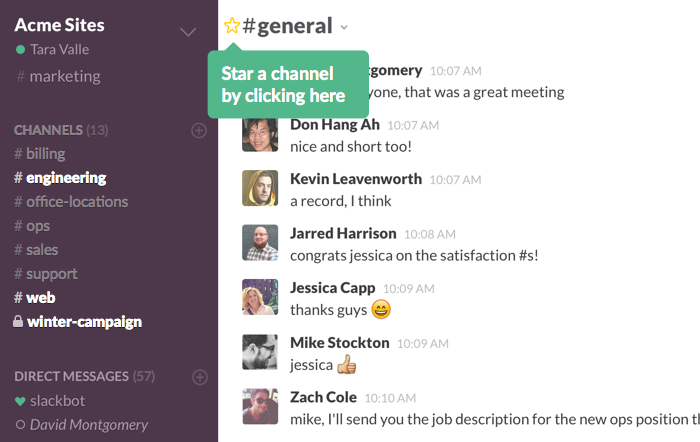 Acme Sites
Tara Valle
# marketing
CHANNELS (13)
# billing
# engineering
# office-locations
# ops
# sales
# support
# web
winter-campaign
DIRECT MESSAGES (57)
slackbot
David Montgomery
#general
Star a channel
by clicking here
gomery 10:07 AM
yone, that was a great meeting
Don Hang Ah 10:07 AM
nice and short too!
Kevin Leavenworth 10:07 AM
a record, I think
Jarred Harrison 10:08 AM
congrats jessica on the satisfaction #s!
Jessica Capp 10:09 AM
thanks guys 😄
Mike Stockton 10:09 AM
jessica 👍
Zach Cole 10:10 AM
mike, I'll send you the job description for the new ops position th